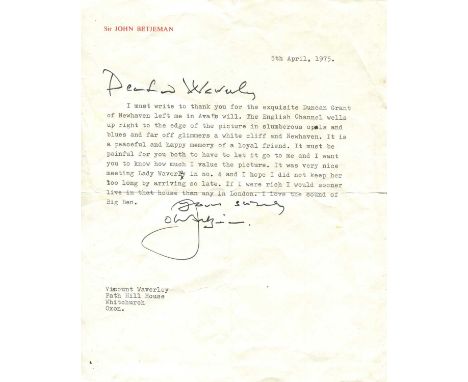 Sir JOHN BETJEMAN
5th April, 1975.
Dear Lord Waverley
I must write to thank you for the exquisite Duncan Grant
of Newhaven left me in Ava's will. The English Channel wells
up right to the edge of the picture in slumberous opals and
blues and far off glimmers a white cliff and Newhaven. It is
a peaceful and happy memory of a loyal friend. It must be
painful for you both to have to let it go to me and I want
you to know how much I value the picture. It was very nice
meeting Lady Waverly in no. 4 and I hope I did not keep her
too long by arriving so late. If I were rich I would sooner
live in that house than any in London. I love the sound of
Big Ben.
Yours sincerely
John Betjeman.
Viscount Waverley
Path Hill House
Whitchurch
Oxon.